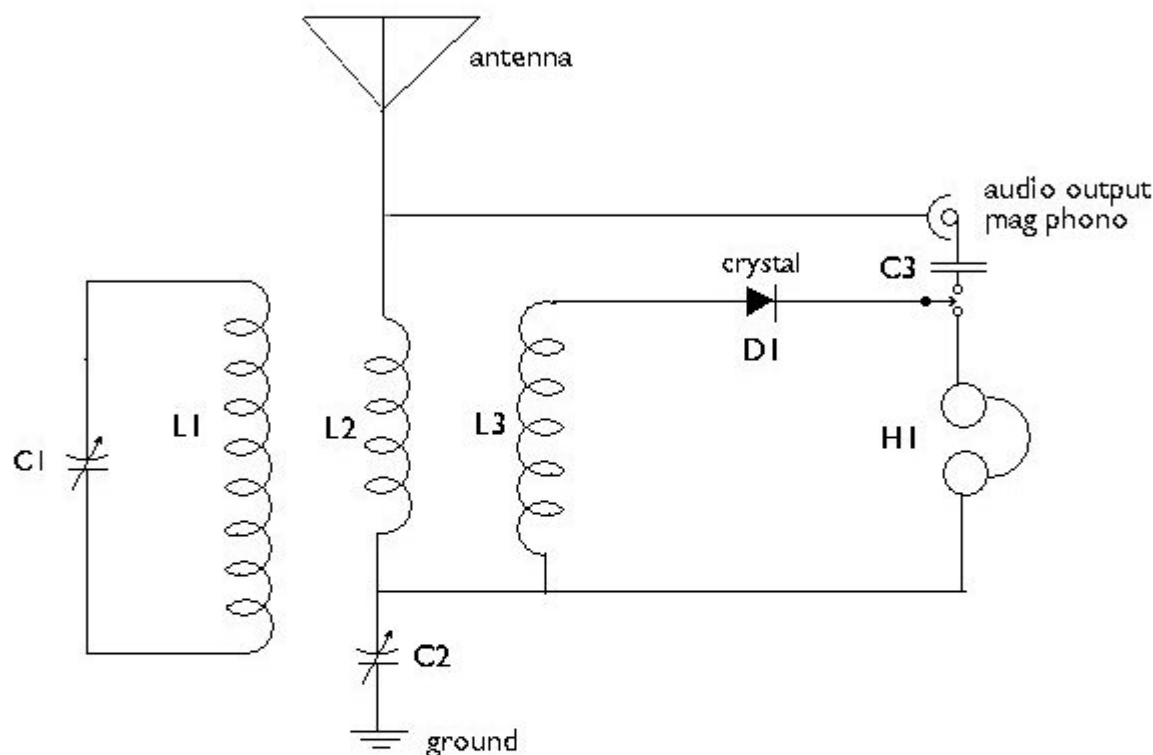 antenna
audio output
mag phono
crystal
C3
D1
L1
L2
L3
H1
C1
C2
ground